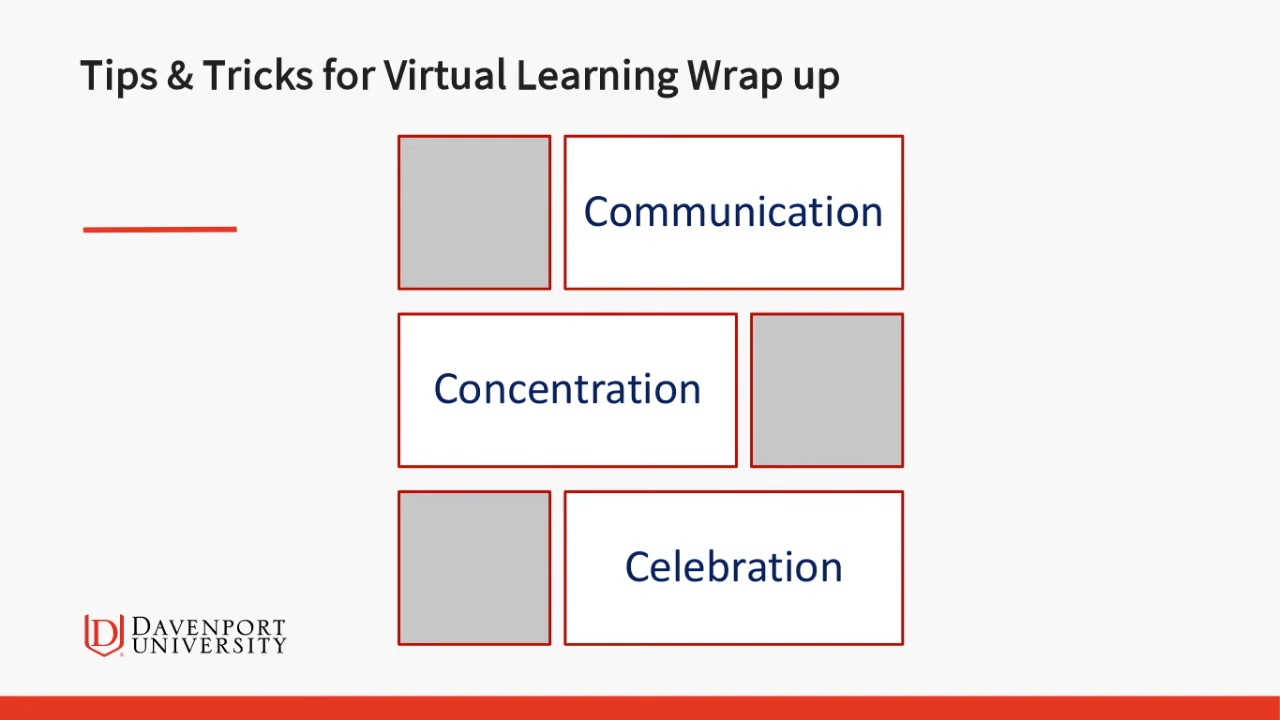 Tips & Tricks for Virtual Learning Wrap up
Communication
Concentration
Celebration
DAVENPORT
UNIVERSITY